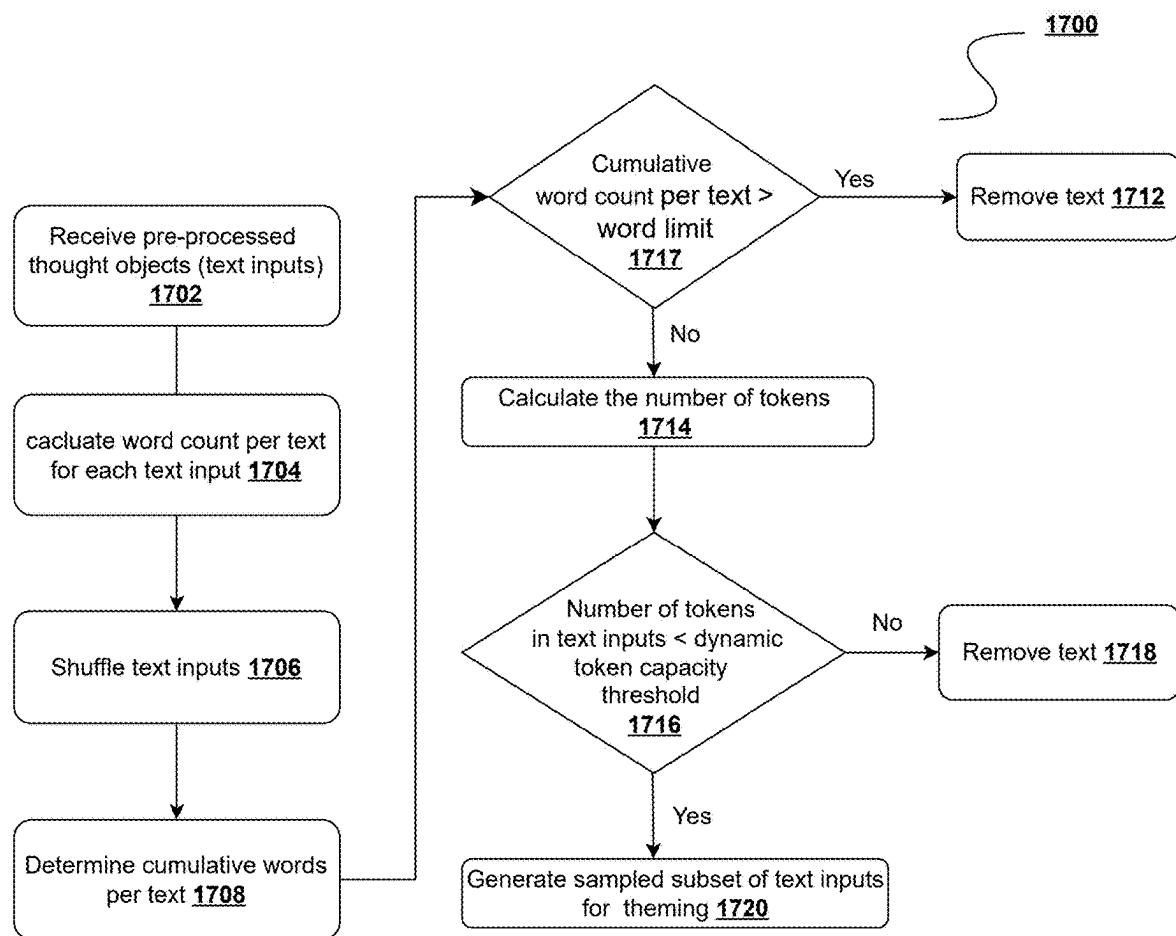 1700
Receive pre-processed
thought objects (text inputs)
1702
cacluate word count per text
for each text input 1704
Shuffle text inputs 1706
Determine cumulative words
per text 1708
Cumulative
word count per text >
word limit
1717
Yes
Remove text 1712
No
Calculate the number of tokens
1714
Number of tokens
in text inputs < dynamic
token capacity
threshold
1716
No
Remove text 1718
Yes
Generate sampled subset of text inputs
for theming 1720